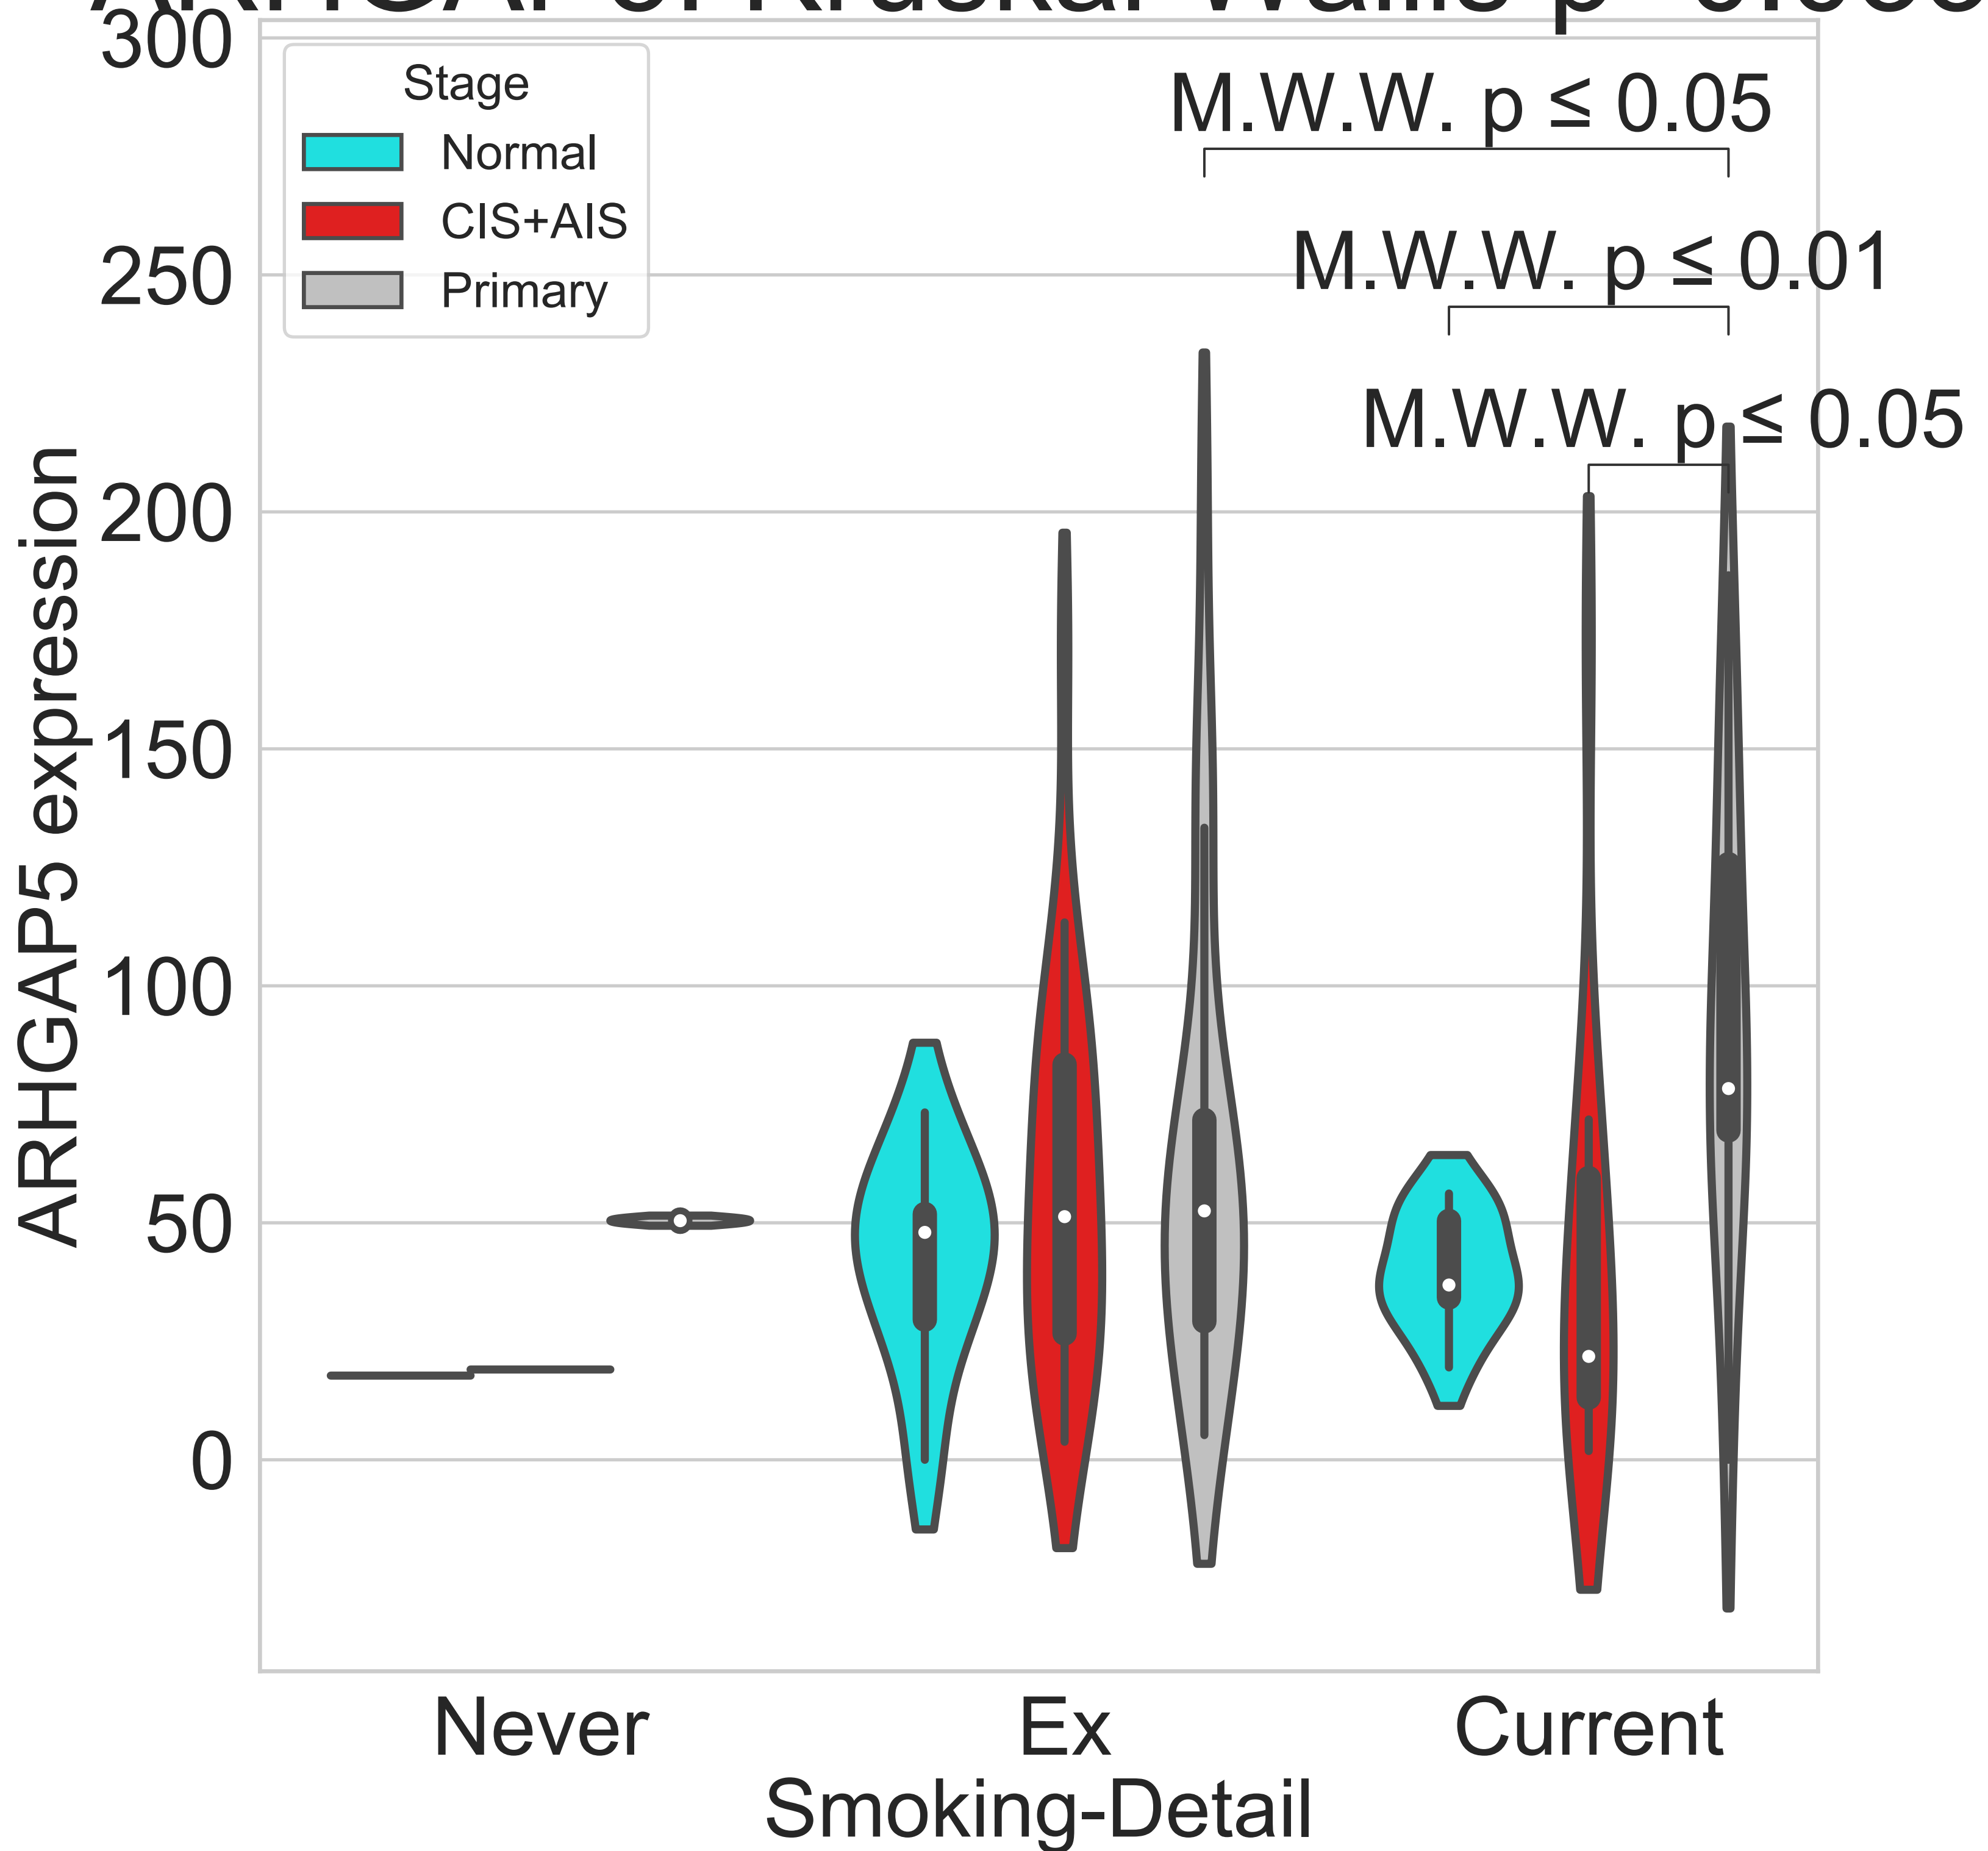 300
250
200
150
100
50
0
ARHGAP5 expression
Stage
Normal
CIS+AIS
Primary
M.W.W. p ≤ 0.05
M.W.W. p ≤ 0.01
M.W.W. p ≤ 0.05
Never Ex Current
Smoking-Detail